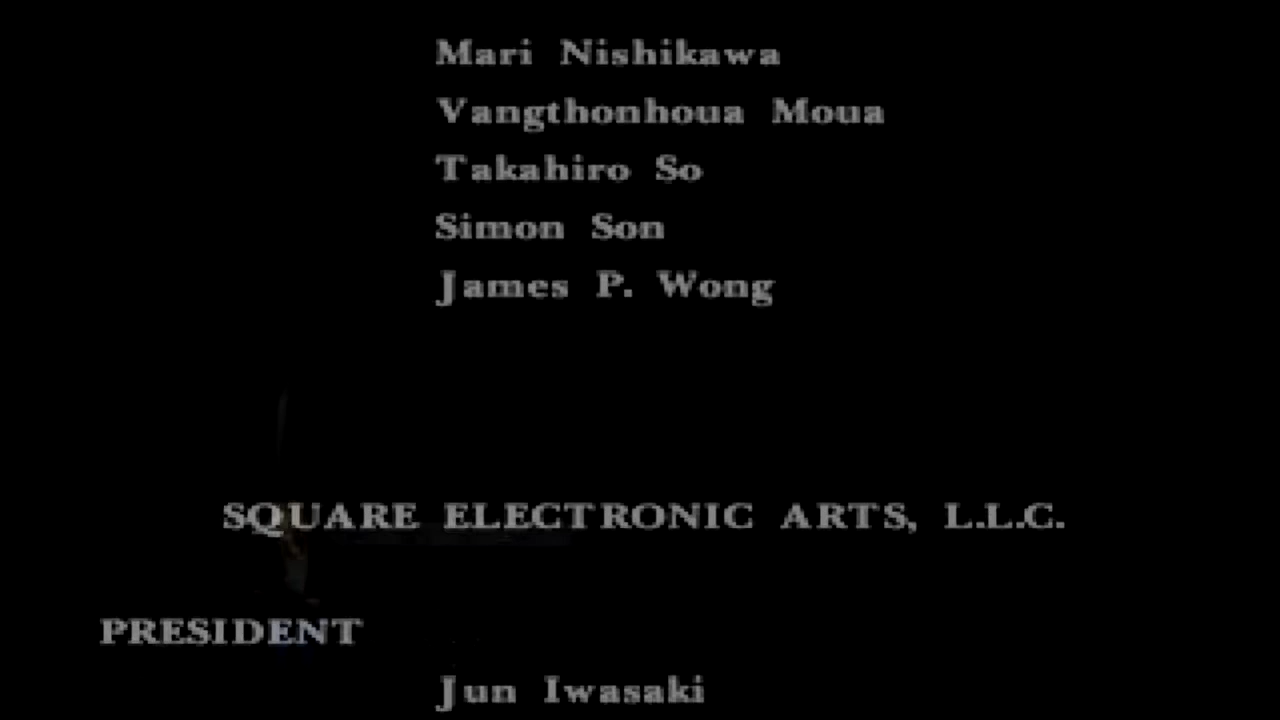 Mari Nishikawa
Vangthonhoua Moua
Takahiro So
Simon Son
James P. Wong
SQUARE ELECTRONIC ARTS, L.L.C.
PRESIDENT
Jun Iwasaki